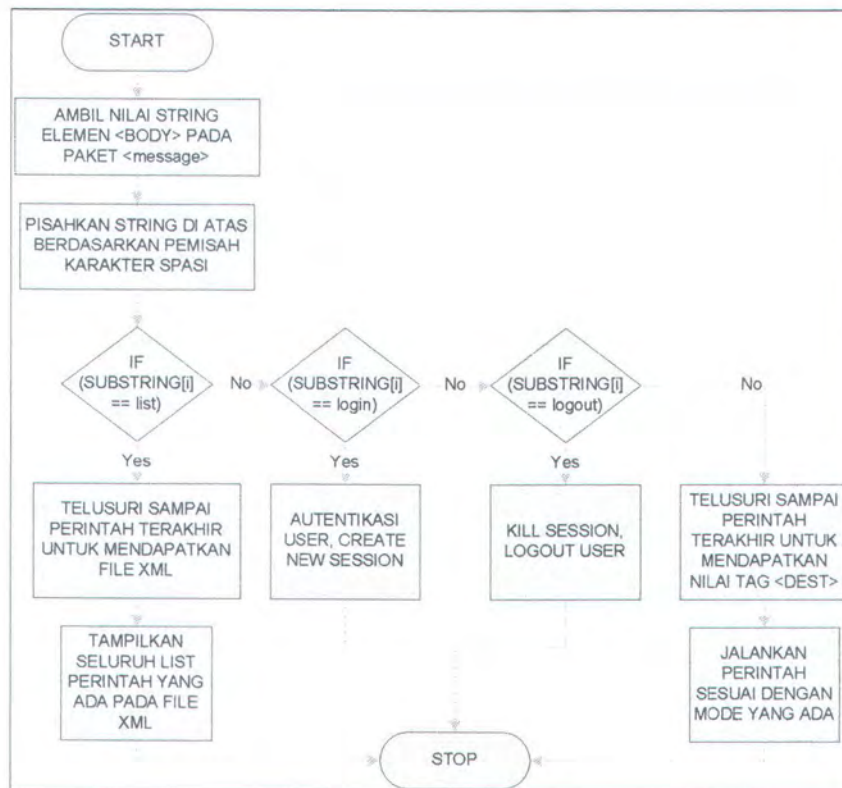 START
AMBIL NILAI STRING
ELEMEN <BODY> PADA
PAKET <message>
PISAHKAN STRING DI ATAS
BERDASARKAN PEMISAH
KARAKTER SPASI
IF
(SUBSTRING[i]
== list)
No
IF
(SUBSTRING[i]
== login)
No
IF
(SUBSTRING[i]
== logout)
No
Yes
Yes
Yes
TELUSURI SAMPAI
PERINTAH TERAKHIR
UNTUK MENDAPATKAN
FILE XML
AUTENTIKASI
USER, CREATE
NEW SESSION
KILL SESSION,
LOGOUT USER
TELUSURI SAMPAI
PERINTAH
TERAKHIR UNTUK
MENDAPATKAN
NILAI TAG <DEST>
TAMPILKAN
SELURUH LIST
PERINTAH YANG
ADA PADA FILE
XML
JALANKAN
PERINTAH
SESUAI DENGAN
MODE YANG ADA
STOP